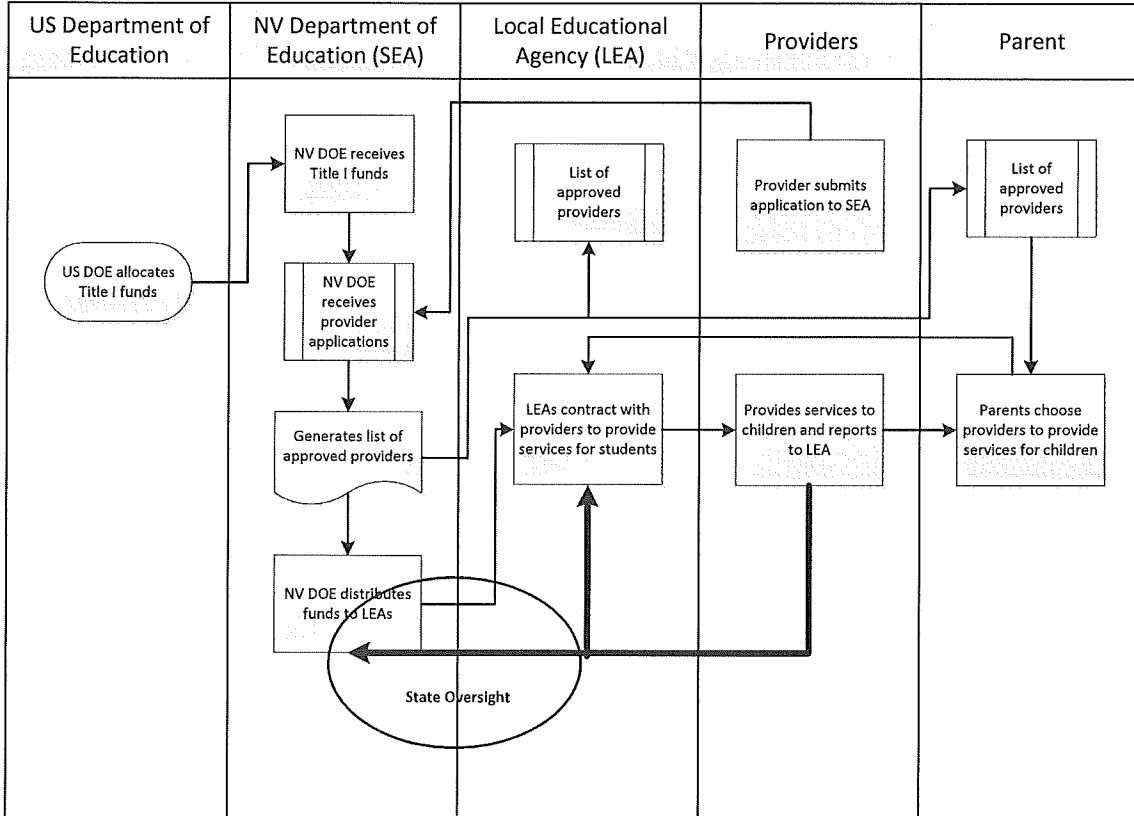 US Department of
Education
NV Department of
Education (SEA)
Local Educational
Agency (LEA)
Providers
Parent
US DOE allocates
Title I funds
NV DOE receives
Title I funds
NV DOE
receives
provider
applications
Generates list of
approved providers
NV DOE distributes
funds to LEAs
List of
approved
providers
LEAs contract with
providers to provide
services for students
State Oversight
Provider submits
application to SEA
Provides services to
children and reports
to LEA
List of
approved
providers
Parents choose
providers to provide
services for children